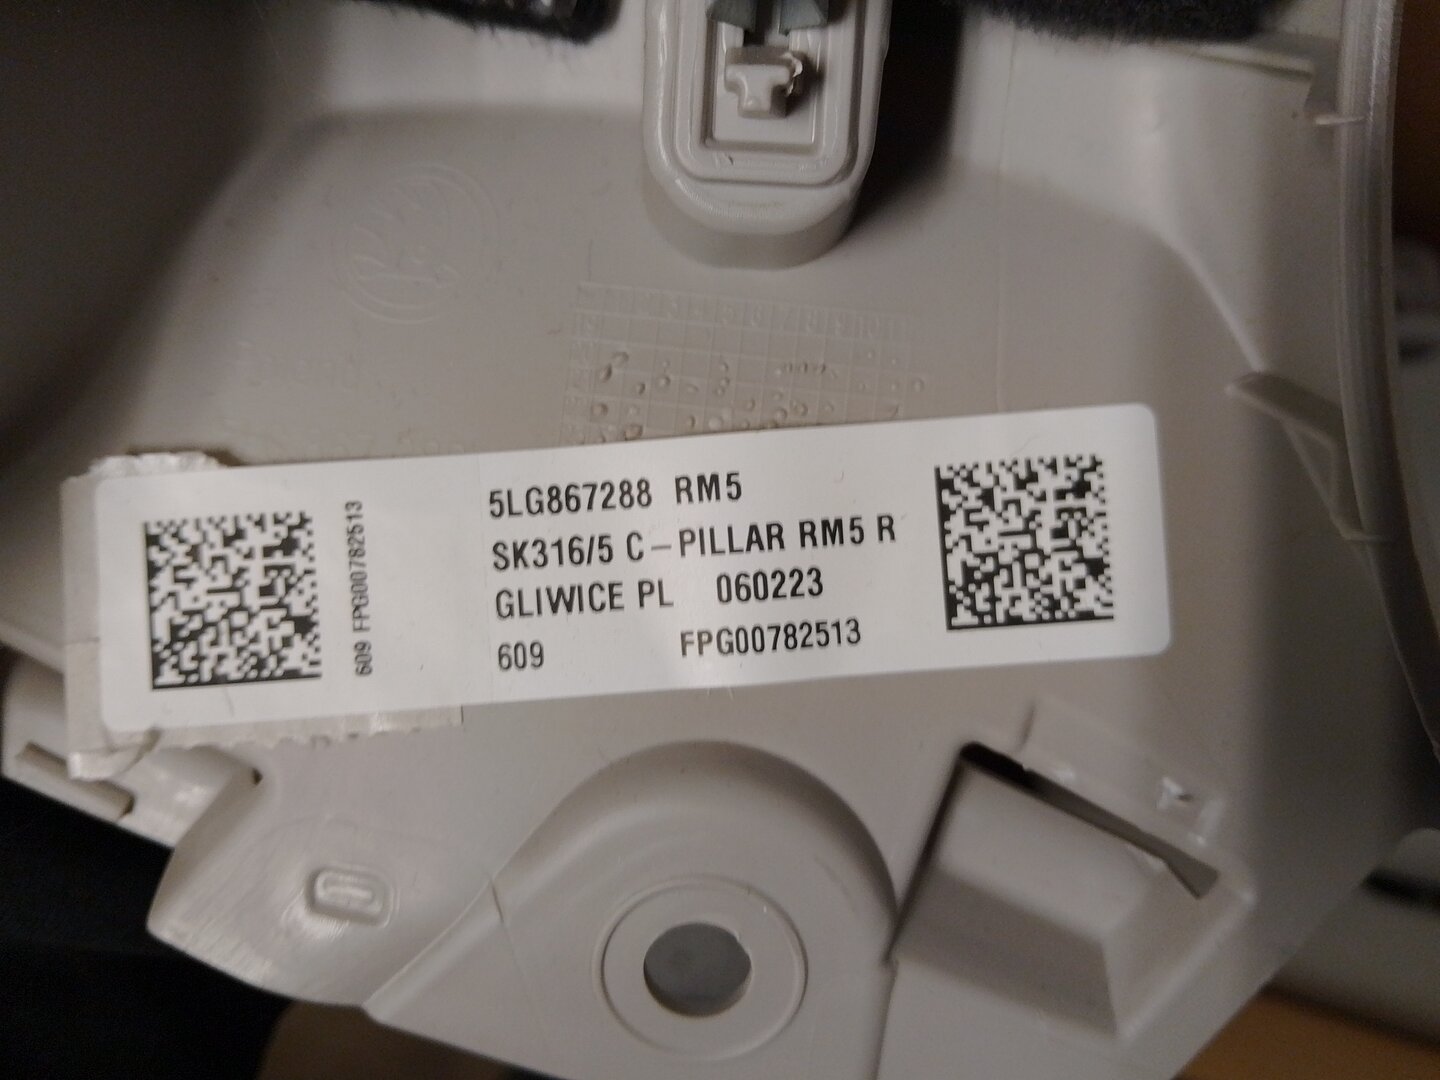 609 FPG00782513
5LG867288 RM5
SK316/5 C-PILLAR RM5 R
GLIWICE PL 060223
609 FPG00782513